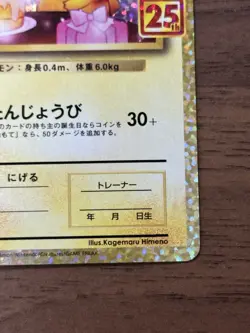 25th
モン：身長0.4m、体重6.0kg
たんじょうび 30+
のカードの持ち主の誕生日ならコインを
もて」なら、50ダメージを追加する。
にげる
トレーナー
年 月 日生
Illus.Kagemaru Himeno